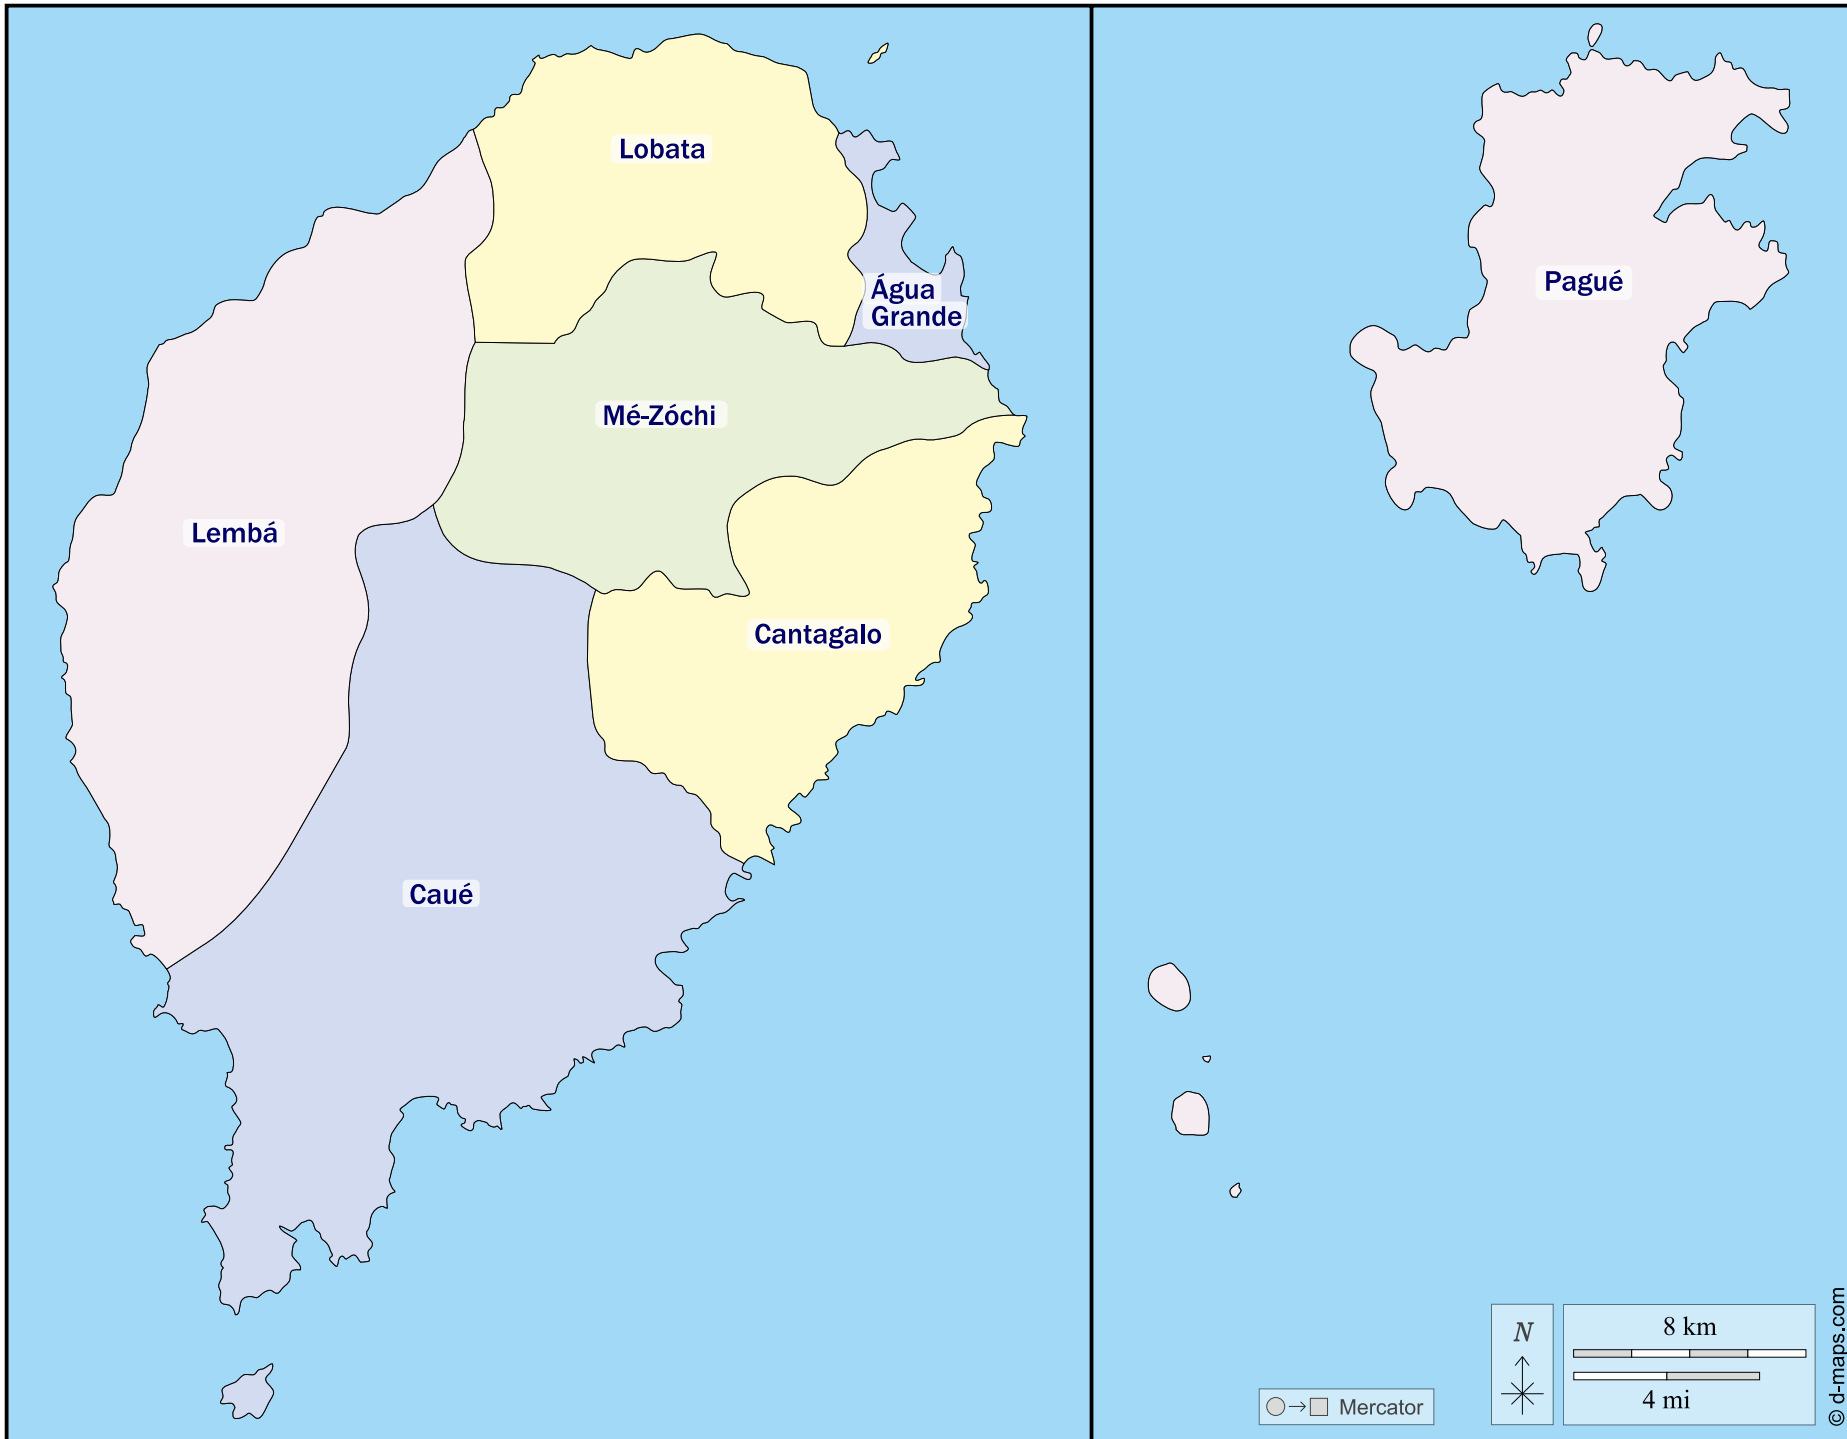 Lobata
Água
Grande
Pagué
Mé-Zóchi
Lembá
Cantagalo
Caué
N
8 km
4 mi
Mercator
© d-maps.com